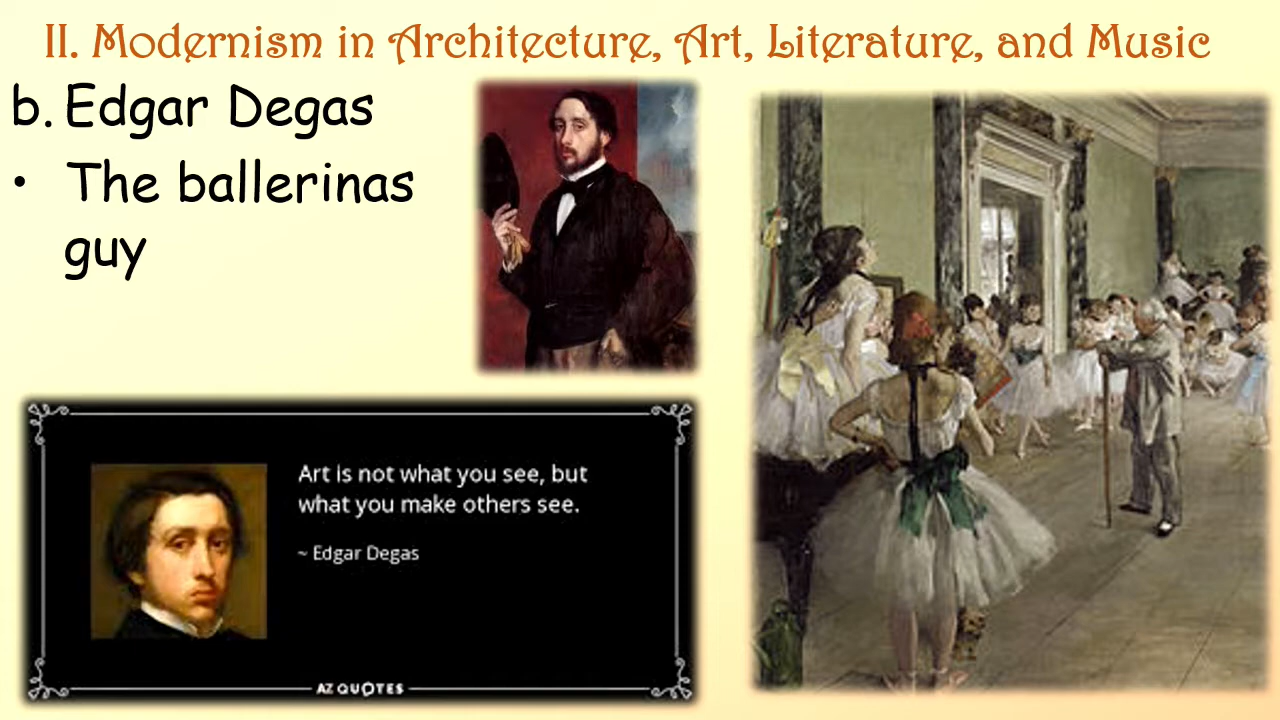 II. Modernism in Architecture, Art, Literature, and Music
b. Edgar Degas
• The ballerinas
guy
Art is not what you see, but
what you make others see.
~ Edgar Degas
AZ QUOTES